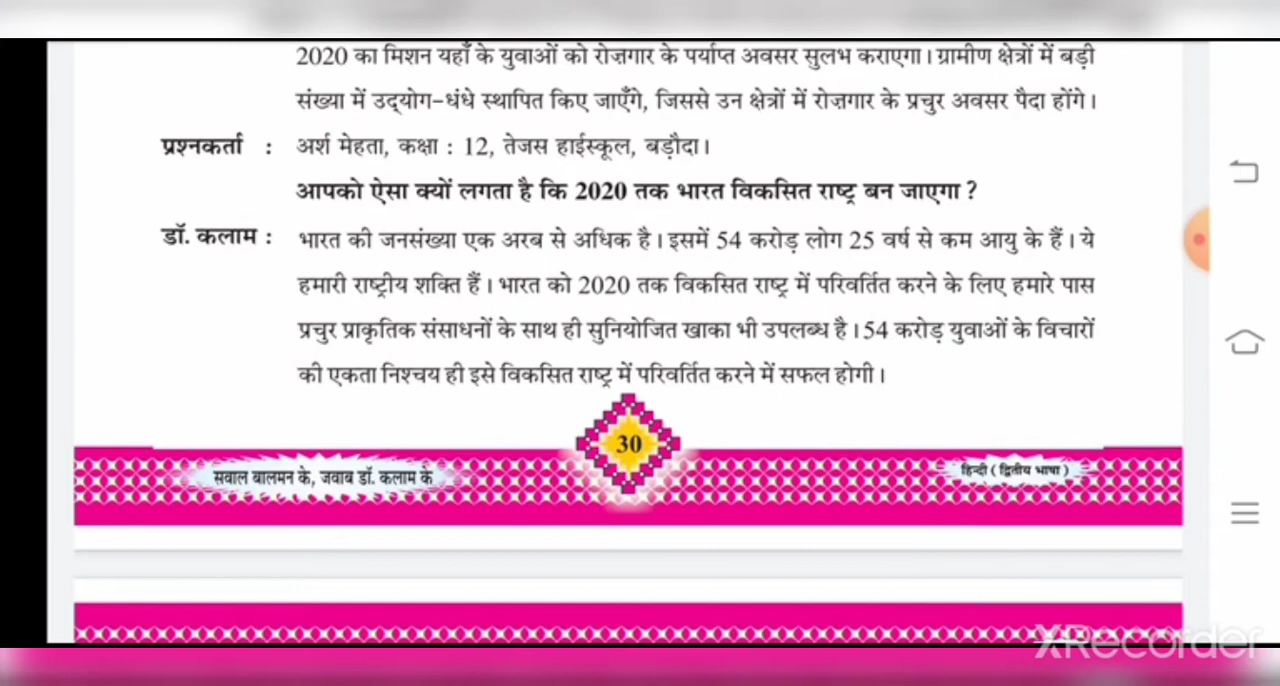 2020 का मिशन यहाँ के युवाओं को रोज़गार के पर्याप्त अवसर सुलभ कराएगा। ग्रामीण क्षेत्रों में बड़ी
संख्या में उद्योग-धंधे स्थापित किए जाएँगे, जिससे उन क्षेत्रों में रोज़गार के प्रचुर अवसर पैदा होंगे।
प्रश्नकर्ता : अर्श मेहता, कक्षा : 12, तेजस हाईस्कूल, बड़ौदा।
आपको ऐसा क्यों लगता है कि 2020 तक भारत विकसित राष्ट्र बन जाएगा ?
डॉ. कलाम : भारत की जनसंख्या एक अरब से अधिक है। इसमें 54 करोड़ लोग 25 वर्ष से कम आयु के हैं। ये
हमारी राष्ट्रीय शक्ति हैं। भारत को 2020 तक विकसित राष्ट्र में परिवर्तित करने के लिए हमारे पास
प्रचुर प्राकृतिक संसाधनों के साथ ही सुनियोजित खाका भी उपलब्ध है। 54 करोड़ युवाओं के विचारों
की एकता निश्चय ही इसे विकसित राष्ट्र में परिवर्तित करने में सफल होगी।
30
सवाल बालमन के, जवाब डॉ. कलाम के
हिन्दी ( द्वितीय भाषा )
XRecorder